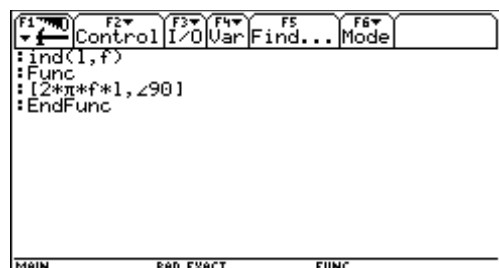 F1 F2 F3 F4 F5 F6
Control I/O Var Find... Mode
:ind(l,f)
:Func
:[2*π*f*l,∠90]
:EndFunc
MAIN RAD EXACT FUNC